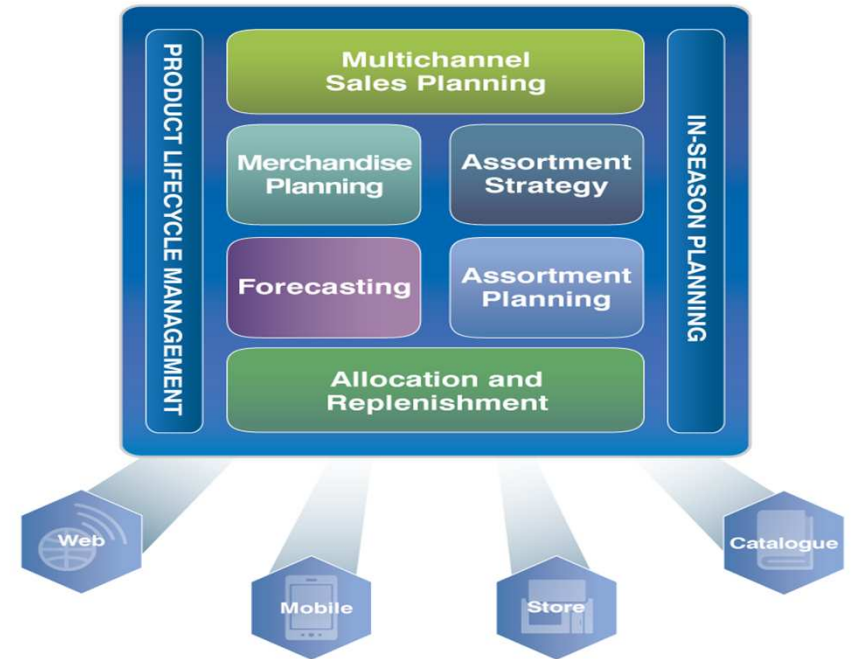 PRODUCT LIFECYCLE MANAGEMENT
Multichannel
Sales Planning
Merchandise
Planning
Assortment
Strategy
Forecasting
Assortment
Planning
Allocation and
Replenishment
IN-SEASON PLANNING
Web
Mobile
Store
Catalogue